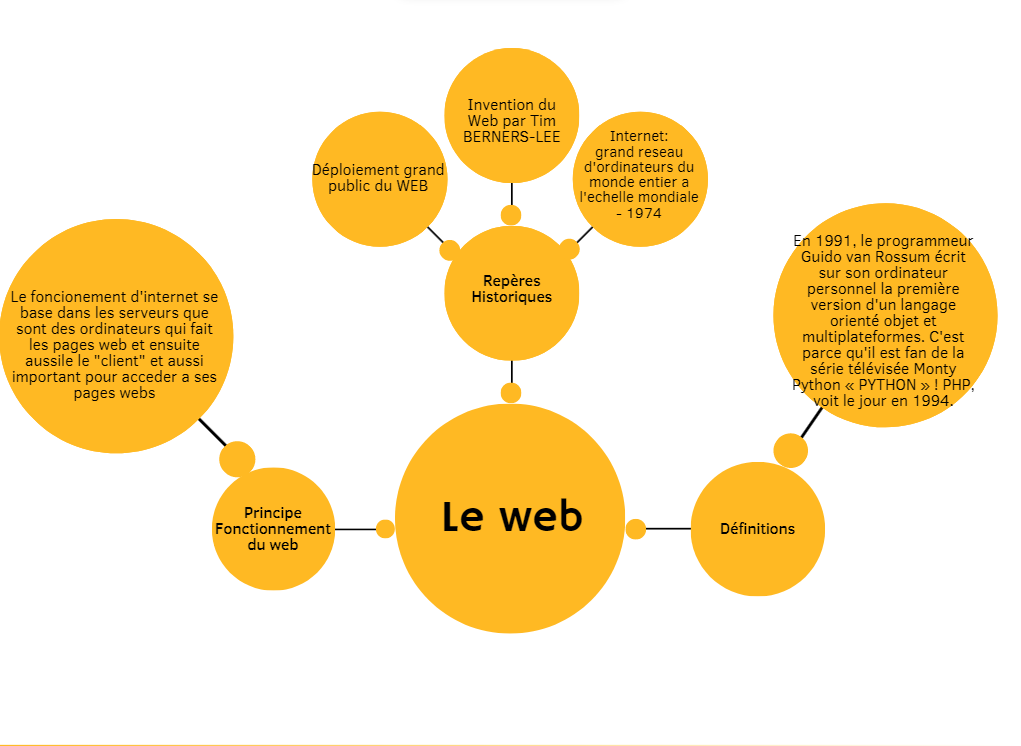 Invention du
Web par Tim
BERNERS-LEE
Déploiement grand
public du WEB
Internet:
grand reseau
d'ordinateurs du
monde entier a
l'echelle mondiale
- 1974
Repères
Historiques
Le foncionement d'internet se
base dans les serveurs que
sont des ordinateurs qui fait
les pages web et ensuite
aussile le "client" et aussi
important pour acceder a ses
pages webs
En 1991, le programmeur
Guido van Rossum écrit
sur son ordinateur
personnel la première
version d'un langage
orienté objet et
multiplateformes. C'est
parce qu'il est fan de la
série télévisée Monty
Python « PYTHON » ! PHP,
voit le jour en 1994.
Principe
Fonctionnement
du web
Le web
Définitions